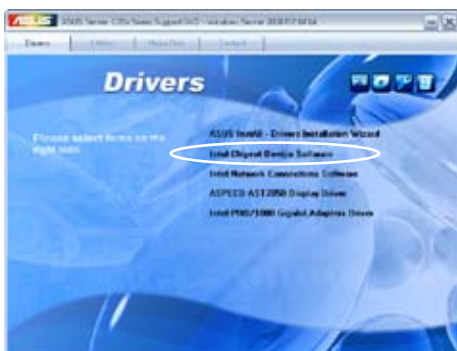 ASUS
Drivers
Utilities
Make Disk
Contact
Drivers
Please select items on the
right side.
ASUS InstAll - Drivers Installation Wizard
Intel Chipset Device Software
Intel Network Connections Software
ASPEED AST2050 Display Driver
Intel PRO/1000 Gigabit Adapters Driver